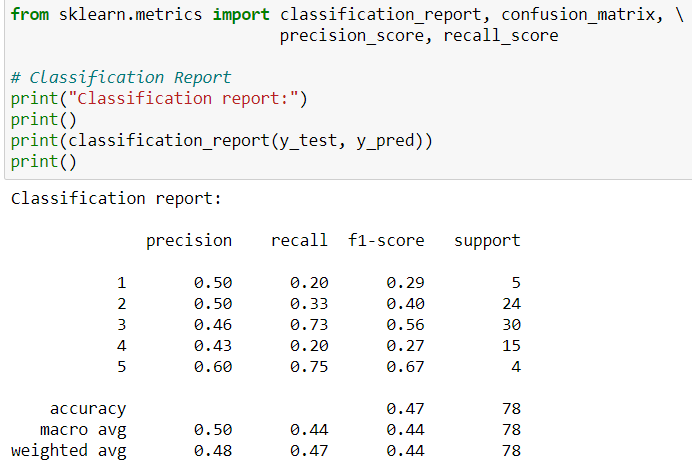 from sklearn.metrics import classification_report, confusion_matrix, \
                            precision_score, recall_score

# Classification Report
print("Classification report:")
print()
print(classification_report(y_test, y_pred))
print()
Classification report:

              precision    recall  f1-score   support

           1       0.50      0.20      0.29         5
           2       0.50      0.33      0.40        24
           3       0.46      0.73      0.56        30
           4       0.43      0.20      0.27        15
           5       0.60      0.75      0.67         4

    accuracy                           0.47        78
   macro avg       0.50      0.44      0.44        78
weighted avg       0.48      0.47      0.44        78